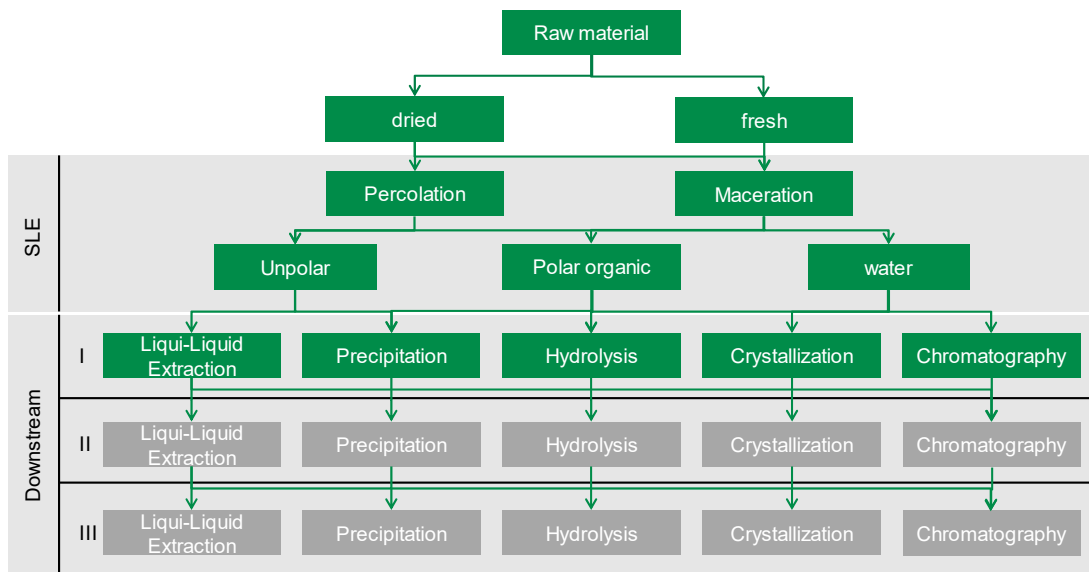 Raw material
dried
fresh
SLE
Percolation
Maceration
Unpolar
Polar organic
water
Downstream
I
Liqui-Liquid
Extraction
Precipitation
Hydrolysis
Crystallization
Chromatography
II
Liqui-Liquid
Extraction
Precipitation
Hydrolysis
Crystallization
Chromatography
III
Liqui-Liquid
Extraction
Precipitation
Hydrolysis
Crystallization
Chromatography